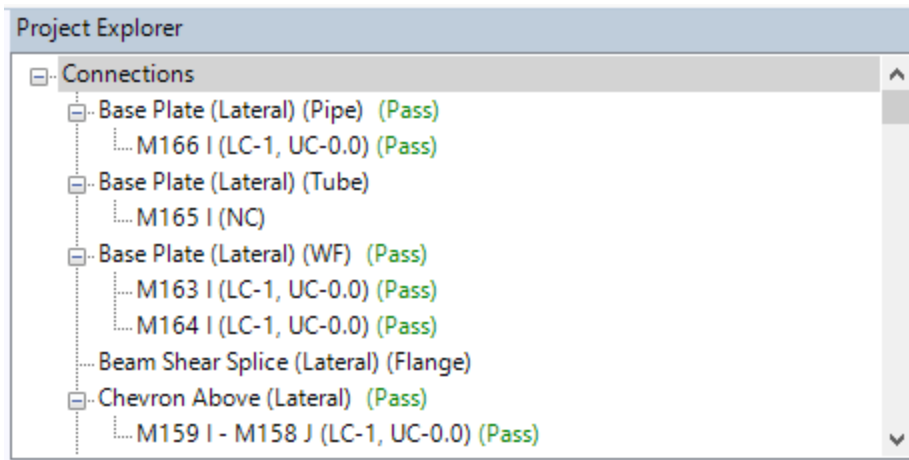 Project Explorer
Connections
Base Plate (Lateral) (Pipe) (Pass)
M166 I (LC-1, UC-0.0) (Pass)
Base Plate (Lateral) (Tube)
M165 I (NC)
Base Plate (Lateral) (WF) (Pass)
M163 I (LC-1, UC-0.0) (Pass)
M164 I (LC-1, UC-0.0) (Pass)
Beam Shear Splice (Lateral) (Flange)
Chevron Above (Lateral) (Pass)
M159 I - M158 J (LC-1, UC-0.0) (Pass)